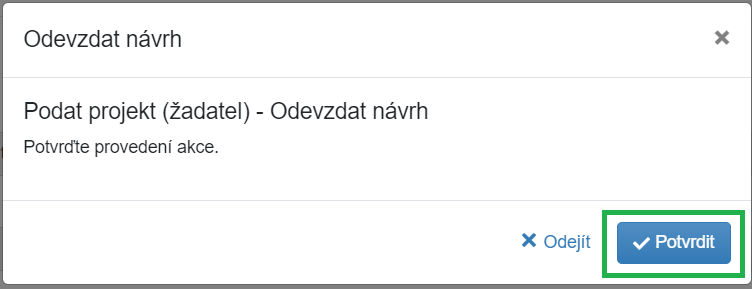 Odevzdat návrh
Podat projekt (žadatel) - Odevzdat návrh
Potvrďte provedení akce.
Odejít
Potvrdit